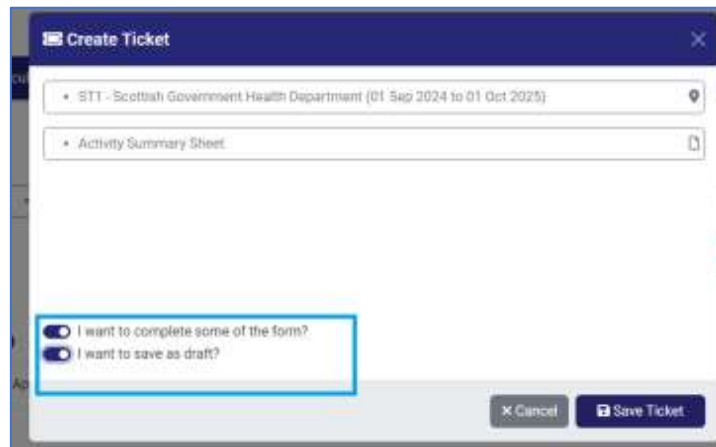 Create Ticket
• ST1 - Scottish Government Health Department (01 Sep 2024 to 01 Oct 2025)
• Activity Summary Sheet
I want to complete some of the form?
I want to save as draft?
Cancel
Save Ticket